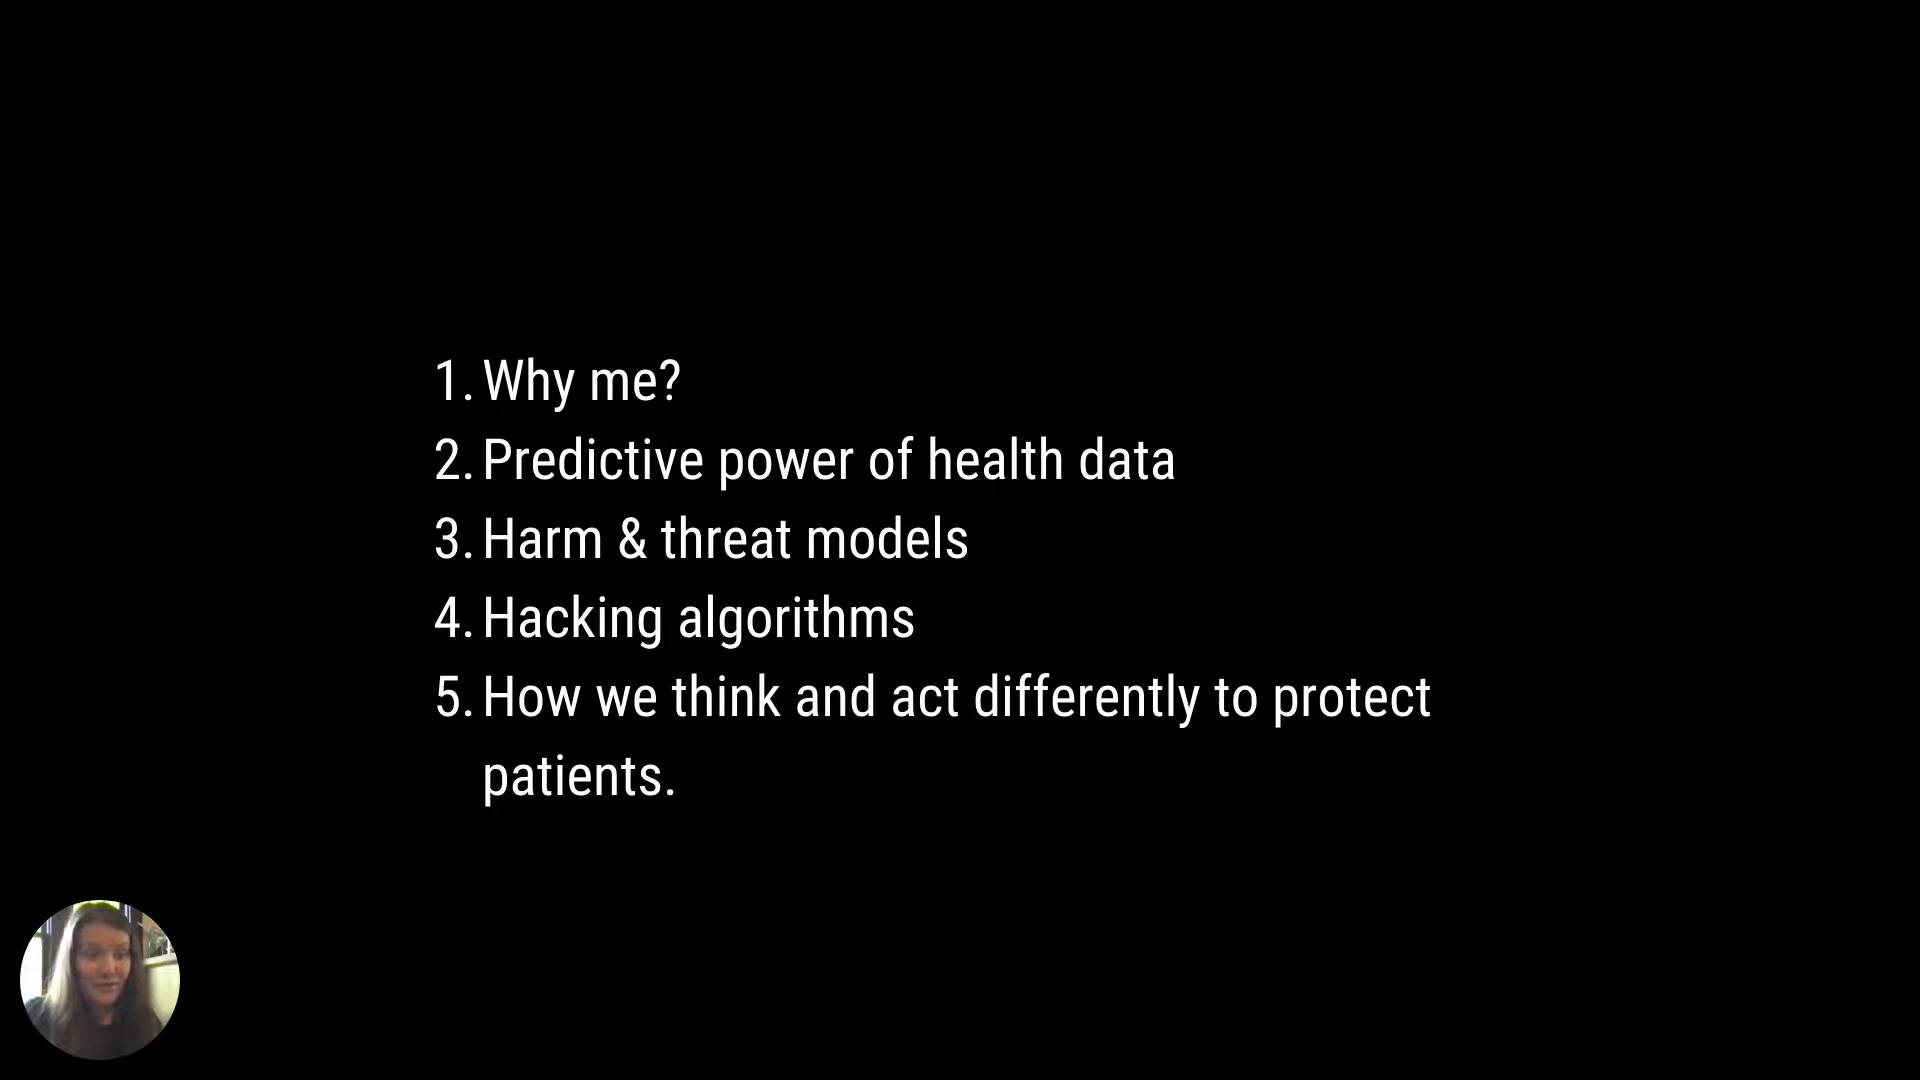 1. Why me?
2. Predictive power of health data
3. Harm & threat models
4. Hacking algorithms
5. How we think and act differently to protect
patients.